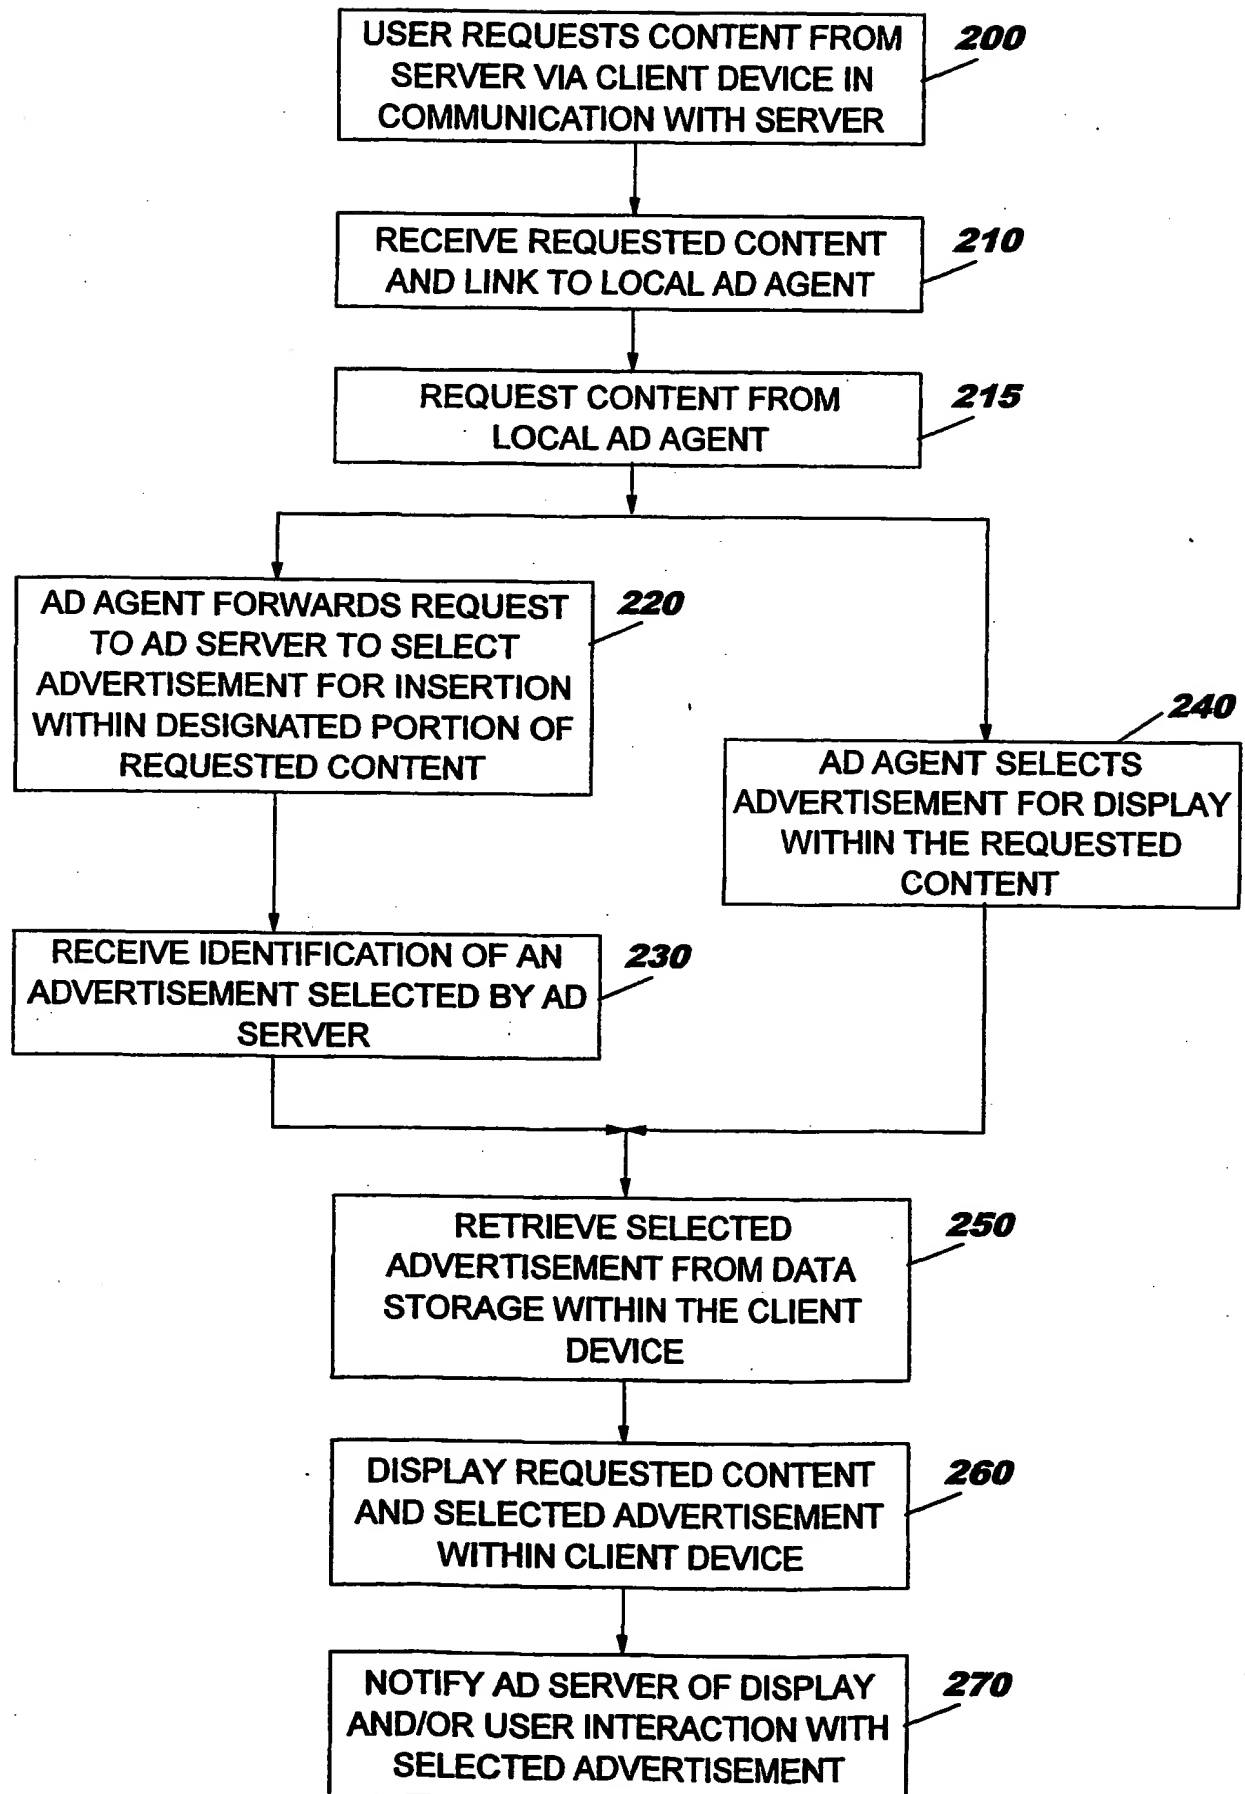 USER REQUESTS CONTENT FROM
SERVER VIA CLIENT DEVICE IN
COMMUNICATION WITH SERVER
200
RECEIVE REQUESTED CONTENT
AND LINK TO LOCAL AD AGENT
210
REQUEST CONTENT FROM
LOCAL AD AGENT
215
AD AGENT FORWARDS REQUEST
TO AD SERVER TO SELECT
ADVERTISEMENT FOR INSERTION
WITHIN DESIGNATED PORTION OF
REQUESTED CONTENT
220
AD AGENT SELECTS
ADVERTISEMENT FOR DISPLAY
WITHIN THE REQUESTED
CONTENT
240
RECEIVE IDENTIFICATION OF AN
ADVERTISEMENT SELECTED BY AD
SERVER
230
RETRIEVE SELECTED
ADVERTISEMENT FROM DATA
STORAGE WITHIN THE CLIENT
DEVICE
250
DISPLAY REQUESTED CONTENT
AND SELECTED ADVERTISEMENT
WITHIN CLIENT DEVICE
260
NOTIFY AD SERVER OF DISPLAY
AND/OR USER INTERACTION WITH
SELECTED ADVERTISEMENT
270